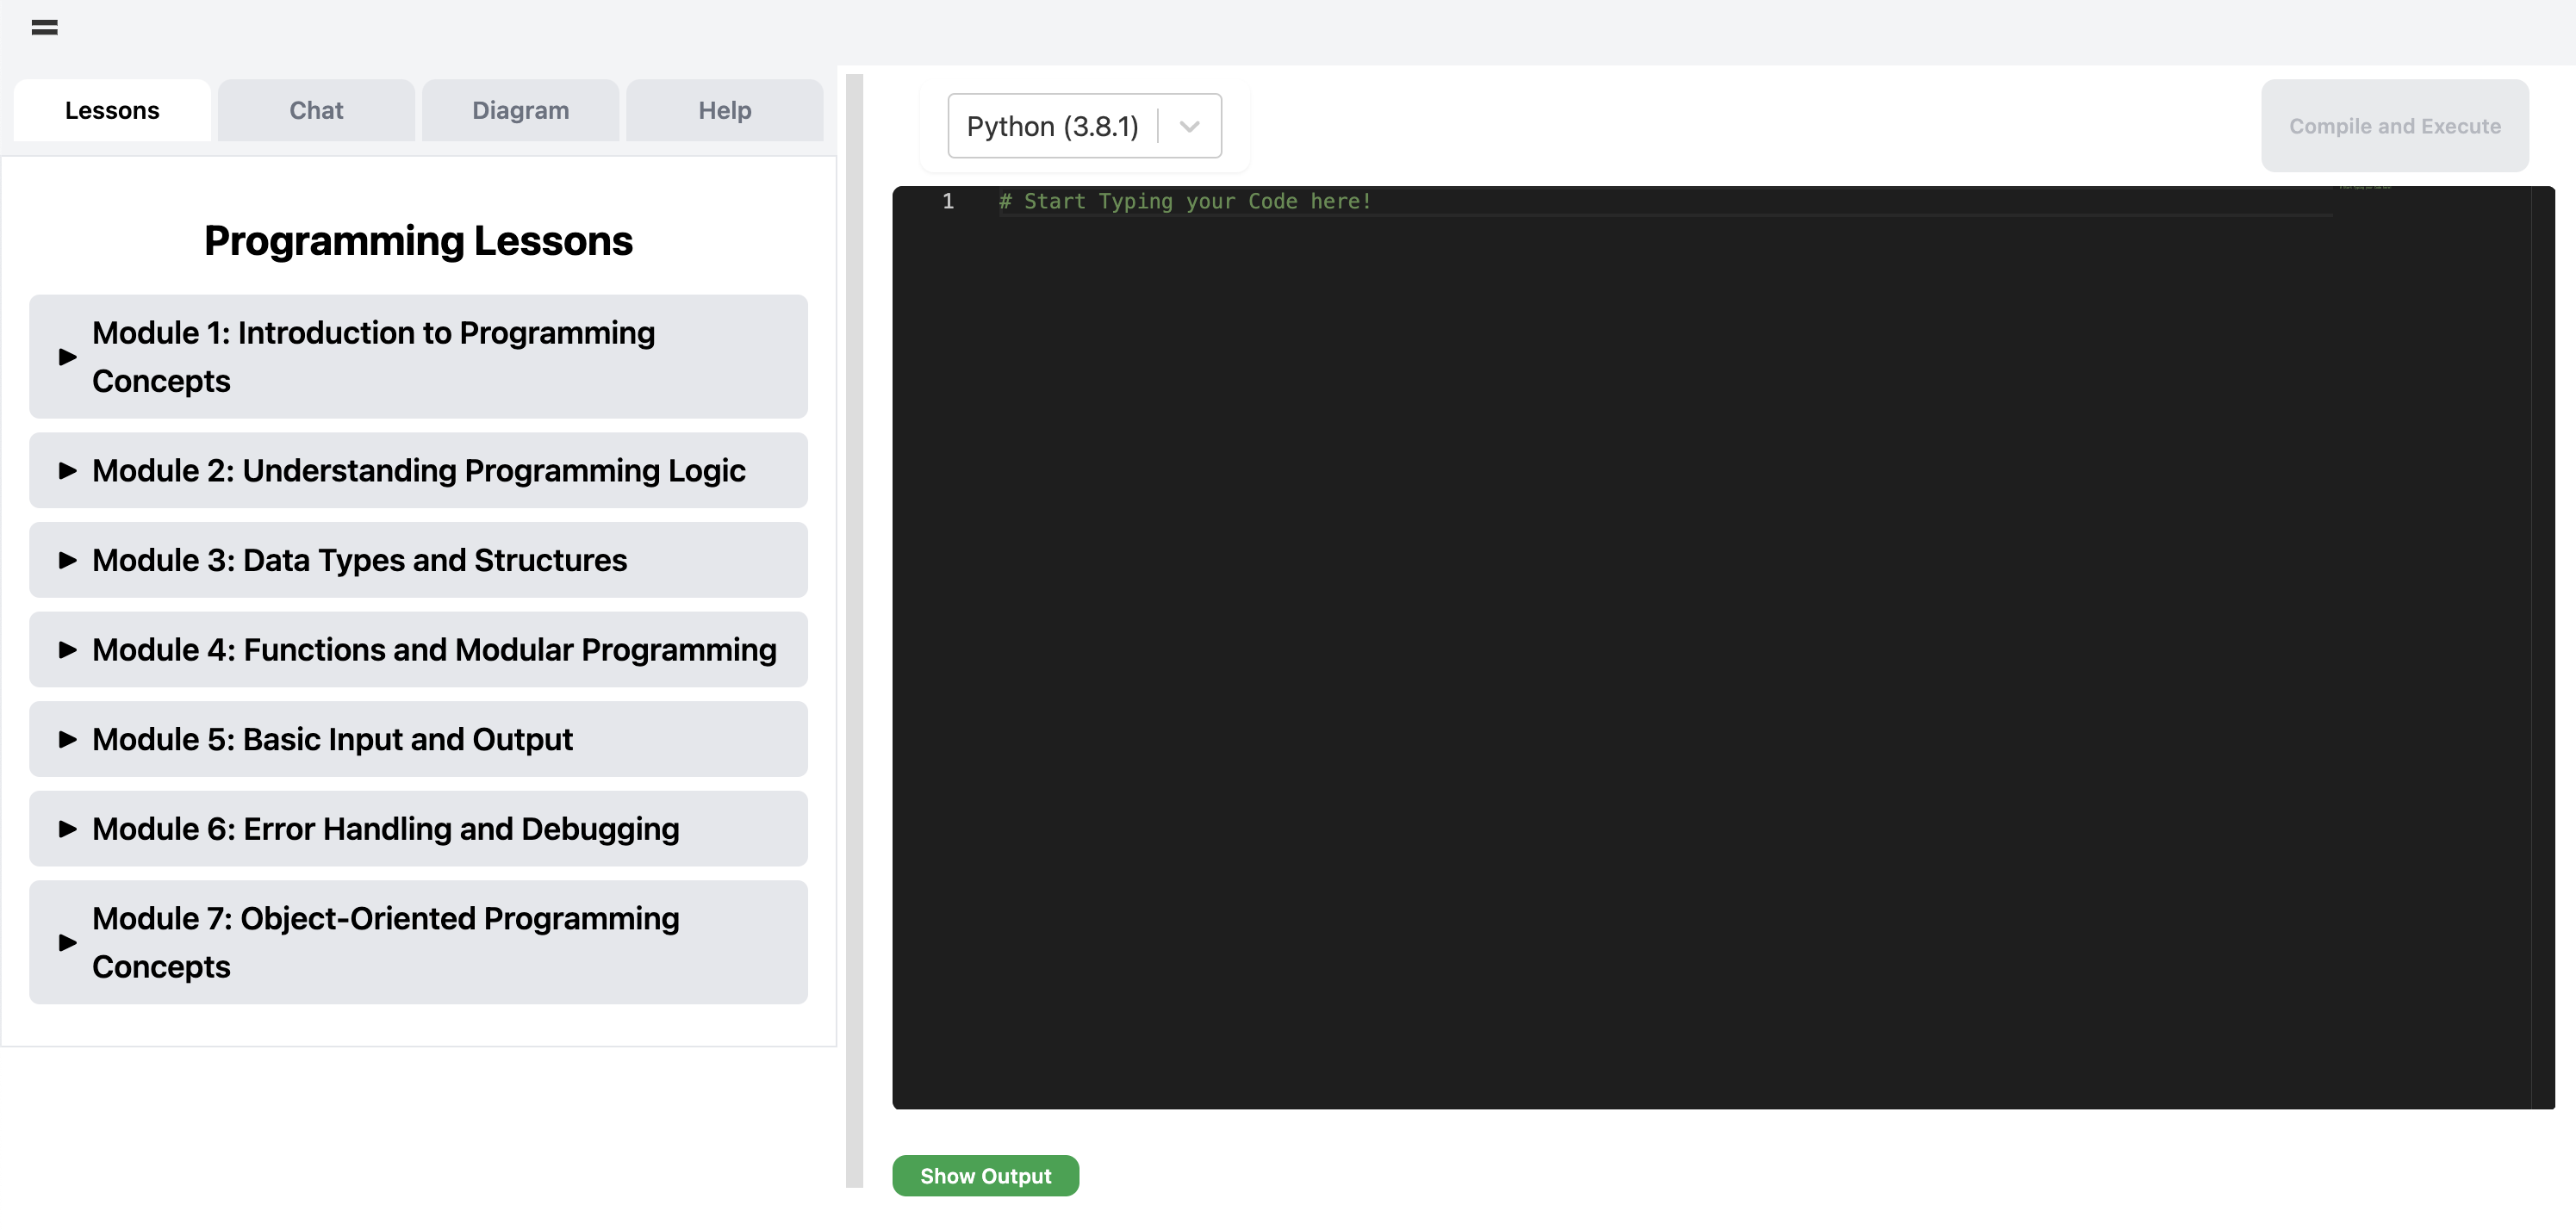 Lessons
Chat
Diagram
Help
Programming Lessons
Module 1: Introduction to Programming
Concepts
Module 2: Understanding Programming Logic
Module 3: Data Types and Structures
Module 4: Functions and Modular Programming
Module 5: Basic Input and Output
Module 6: Error Handling and Debugging
Module 7: Object-Oriented Programming
Concepts
Python (3.8.1)
Compile and Execute
1 # Start Typing your Code here!
Show Output